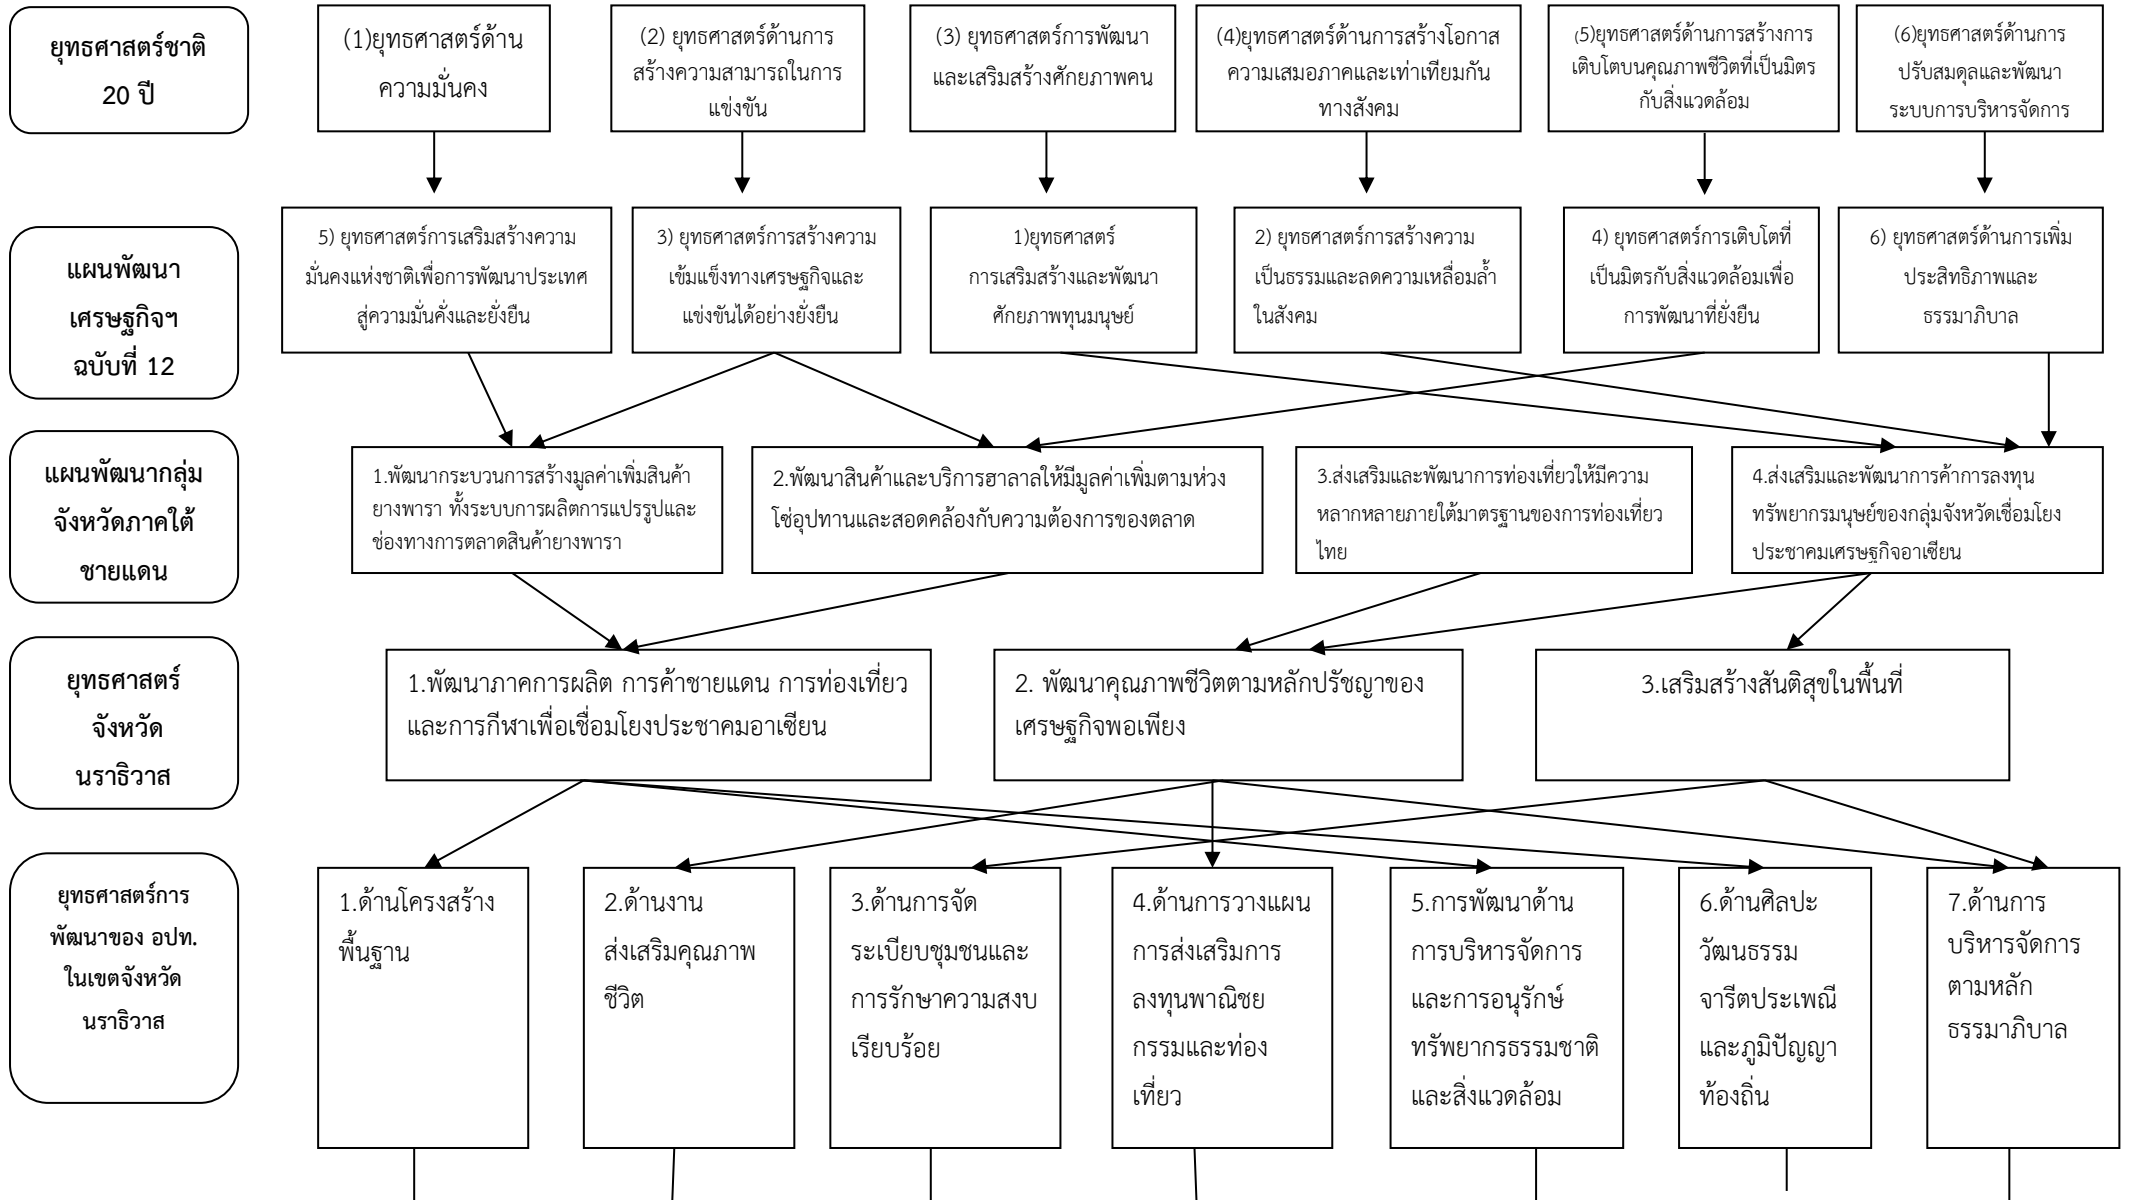 ยุทธศาสตร์ชาติ
20 ปี
(1)ยุทธศาสตร์ด้าน
ความมั่นคง
(2) ยุทธศาสตร์ด้านการ
สร้างความสามารถในการ
แข่งขัน
(3) ยุทธศาสตร์การพัฒนา
และเสริมสร้างศักยภาพคน
(4)ยุทธศาสตร์ด้านการสร้างโอกาส
ความเสมอภาคและเท่าเทียมกัน
ทางสังคม
(5)ยุทธศาสตร์ด้านการสร้างการ
เติบโตบนคุณภาพชีวิตที่เป็นมิตร
กับสิ่งแวดล้อม
(6)ยุทธศาสตร์ด้านการ
ปรับสมดุลและพัฒนา
ระบบการบริหารจัดการ
แผนพัฒนา
เศรษฐกิจฯ
ฉบับที่ 12
5) ยุทธศาสตร์การเสริมสร้างความ
มั่นคงแห่งชาติเพื่อการพัฒนาประเทศ
สู่ความมั่นคั่งและยั่งยืน
3) ยุทธศาสตร์การสร้างความ
เข้มแข็งทางเศรษฐกิจและ
แข่งขันได้อย่างยั่งยืน
1)ยุทธศาสตร์
การเสริมสร้างและพัฒนา
ศักยภาพทุนมนุษย์
2) ยุทธศาสตร์การสร้างความ
เป็นธรรมและลดความเหลื่อมล้ำ
ในสังคม
4) ยุทธศาสตร์การเติบโตที่
เป็นมิตรกับสิ่งแวดล้อมเพื่อ
การพัฒนาที่ยั่งยืน
6) ยุทธศาสตร์ด้านการเพิ่ม
ประสิทธิภาพและ
ธรรมาภิบาล
แผนพัฒนากลุ่ม
จังหวัดภาคใต้
ชายแดน
1.พัฒนากระบวนการสร้างมูลค่าเพิ่มสินค้า
ยางพารา ทั้งระบบการผลิตการแปรรูปและ
ช่องทางการตลาดสินค้ายางพารา
2.พัฒนาสินค้าและบริการฮาลาลให้มีมูลค่าเพิ่มตามห่วง
โซ่อุปทานและสอดคล้องกับความต้องการของตลาด
3.ส่งเสริมและพัฒนาการท่องเที่ยวให้มีความ
หลากหลายภายใต้มาตรฐานของการท่องเที่ยว
ไทย
4.ส่งเสริมและพัฒนาการค้าการลงทุน
ทรัพยากรมนุษย์ของกลุ่มจังหวัดเชื่อมโยง
ประชาคมเศรษฐกิจอาเซียน
ยุทธศาสตร์
จังหวัด
นราธิวาส
1.พัฒนาภาคการผลิต การค้าชายแดน การท่องเที่ยว
และการกีฬาเพื่อเชื่อมโยงประชาคมอาเซียน
2. พัฒนาคุณภาพชีวิตตามหลักปรัชญาของ
เศรษฐกิจพอเพียง
3.เสริมสร้างสันติสุขในพื้นที่
ยุทธศาสตร์การ
พัฒนาของ อปท.
ในเขตจังหวัด
นราธิวาส
1.ด้านโครงสร้าง
พื้นฐาน
2.ด้านงาน
ส่งเสริมคุณภาพ
ชีวิต
3.ด้านการจัด
ระเบียบชุมชนและ
การรักษาความสงบ
เรียบร้อย
4.ด้านการวางแผน
การส่งเสริมการ
ลงทุนพาณิชย
กรรมและท่อง
เที่ยว
5.การพัฒนาด้าน
การบริหารจัดการ
และการอนุรักษ์
ทรัพยากรธรรมชาติ
และสิ่งแวดล้อม
6.ด้านศิลปะ
วัฒนธรรม
จารีตประเพณี
และภูมิปัญญา
ท้องถิ่น
7.ด้านการ
บริหารจัดการ
ตามหลัก
ธรรมาภิบาล